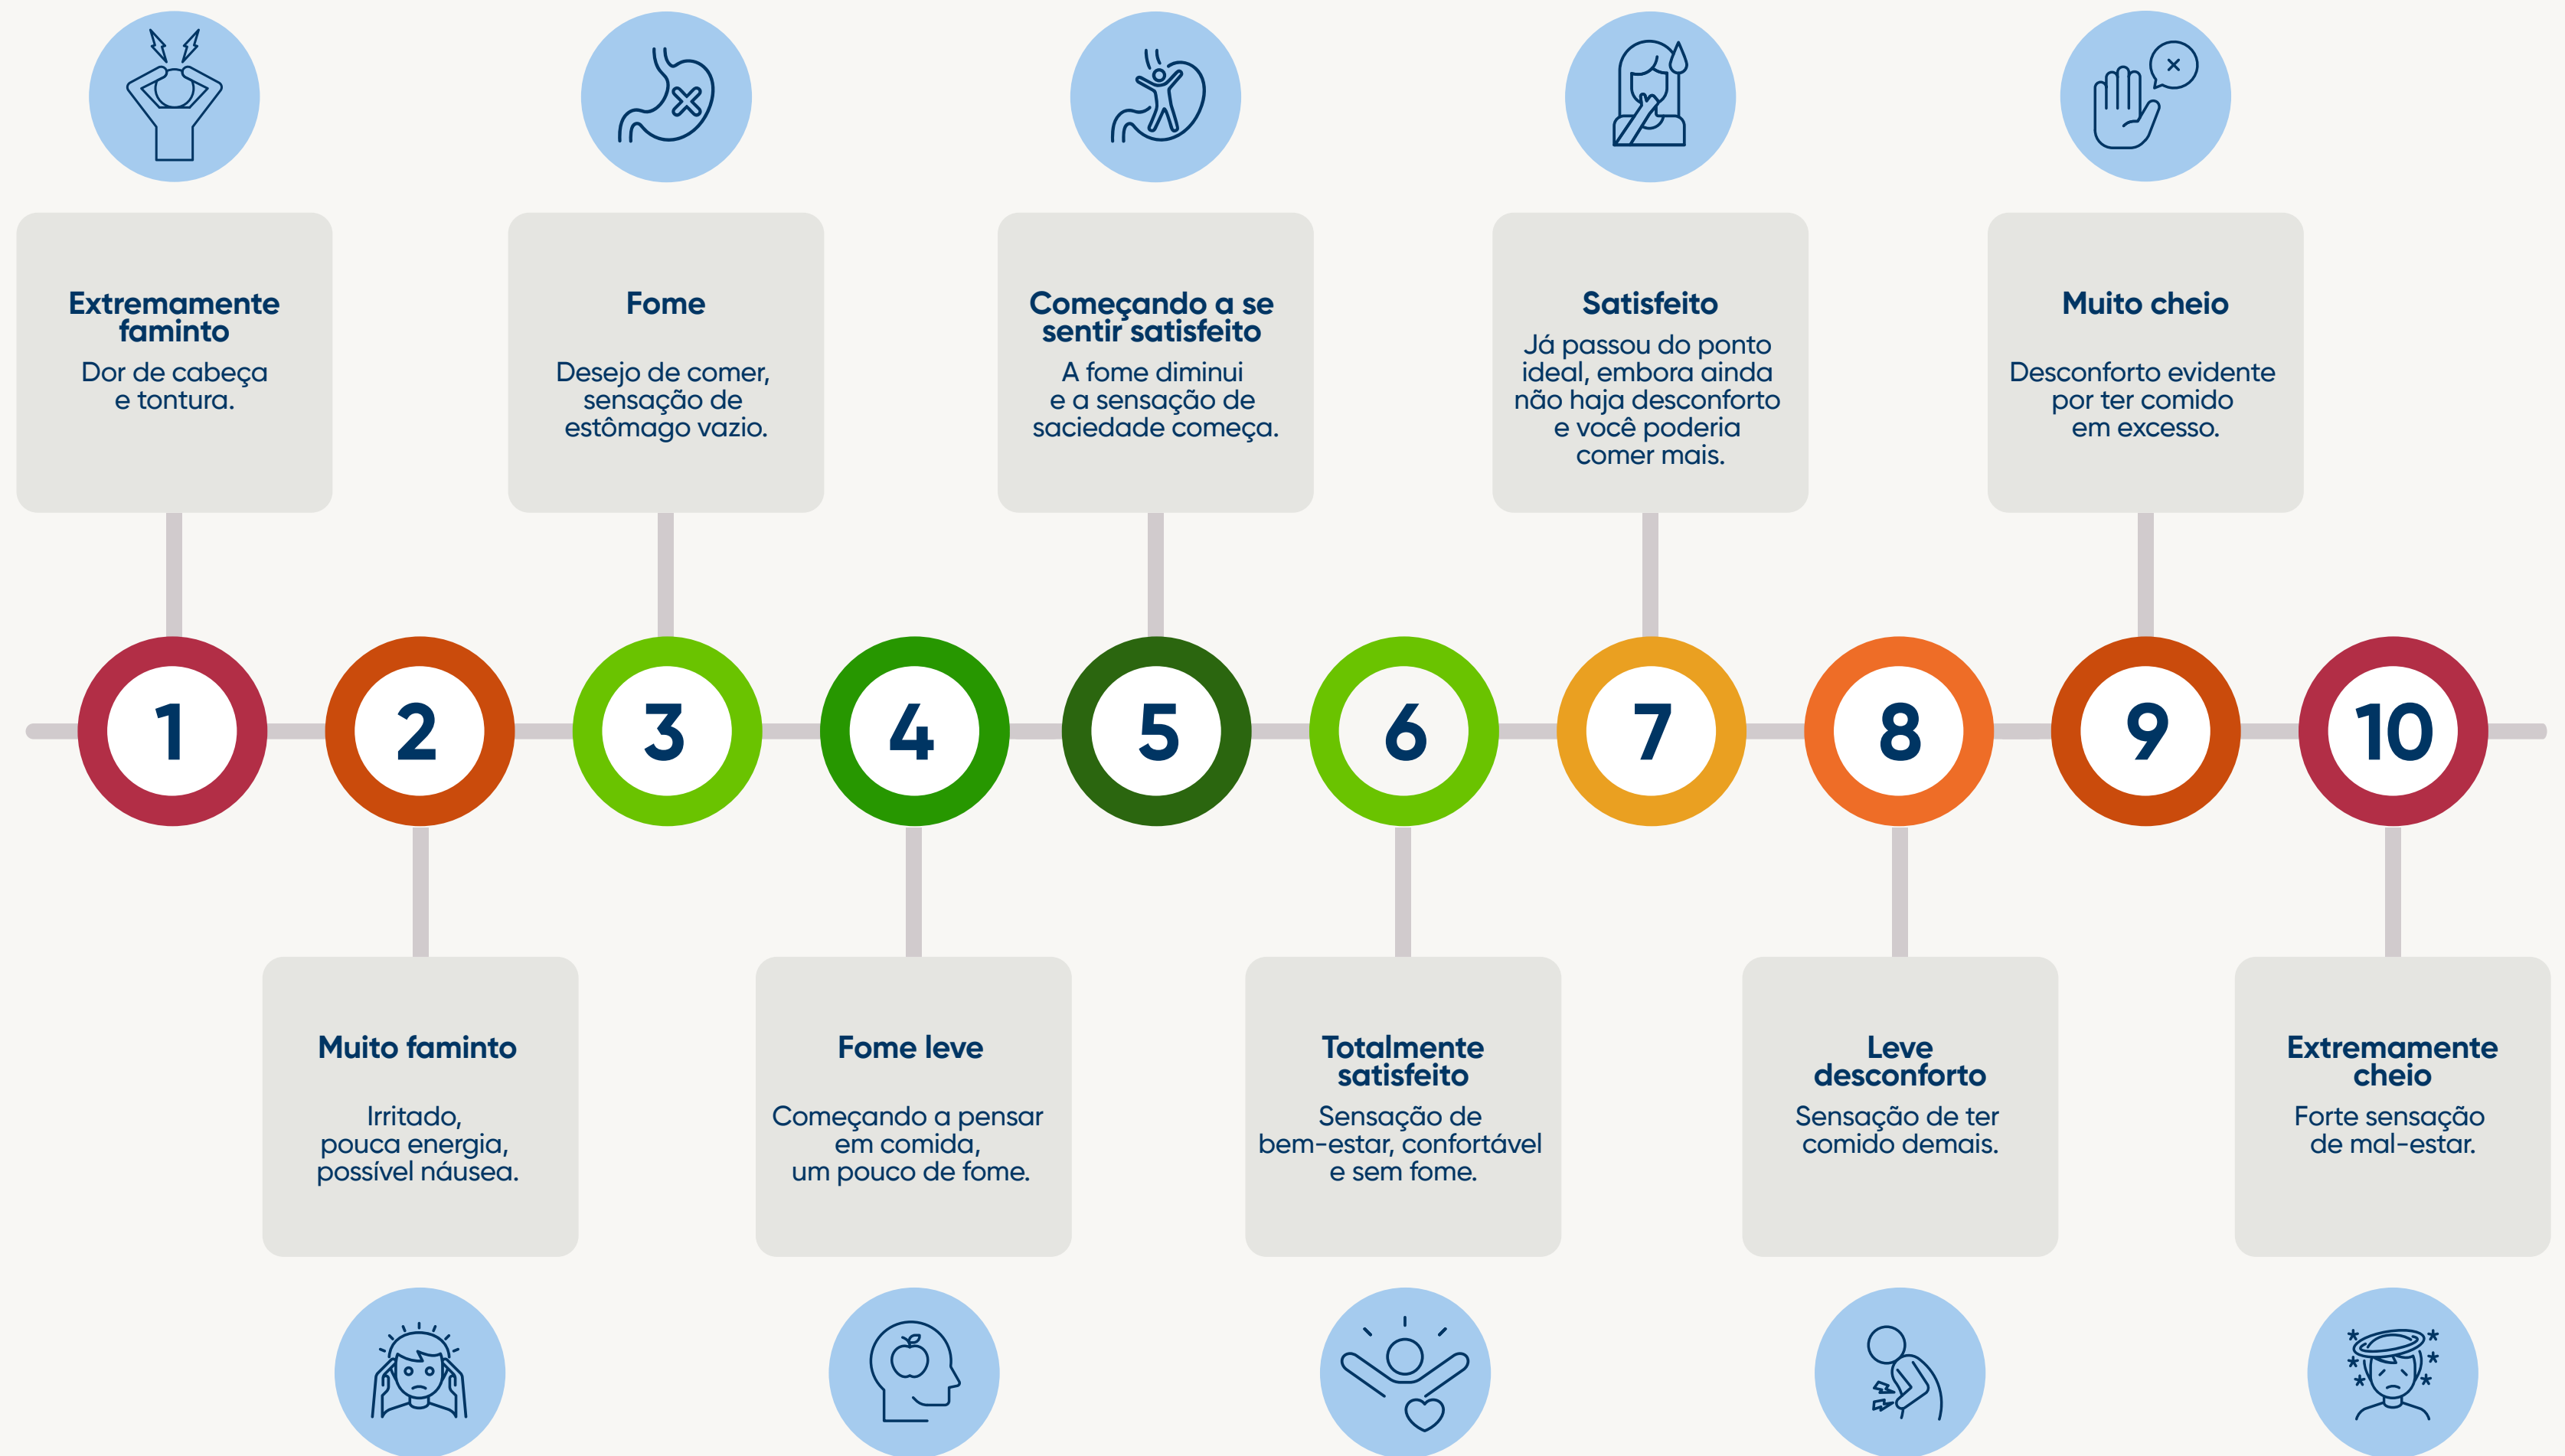 Extremamente
faminto
Dor de cabeça
e tontura.
Fome
Desejo de comer,
sensação de
estômago vazio.
Começando a se
sentir satisfeito
A fome diminui
e a sensação de
saciedade começa.
Satisfeito
Já passou do ponto
ideal, embora ainda
não haja desconforto
e você poderia
comer mais.
Muito cheio
Desconforto evidente
por ter comido
em excesso.
1
2
3
4
5
6
7
8
9
10
Muito faminto
Irritado,
pouca energia,
possível náusea.
Fome leve
Começando a pensar
em comida,
um pouco de fome.
Totalmente
satisfeito
Sensação de
bem-estar, confortável
e sem fome.
Leve
desconforto
Sensação de ter
comido demais.
Extremamente
cheio
Forte sensação
de mal-estar.